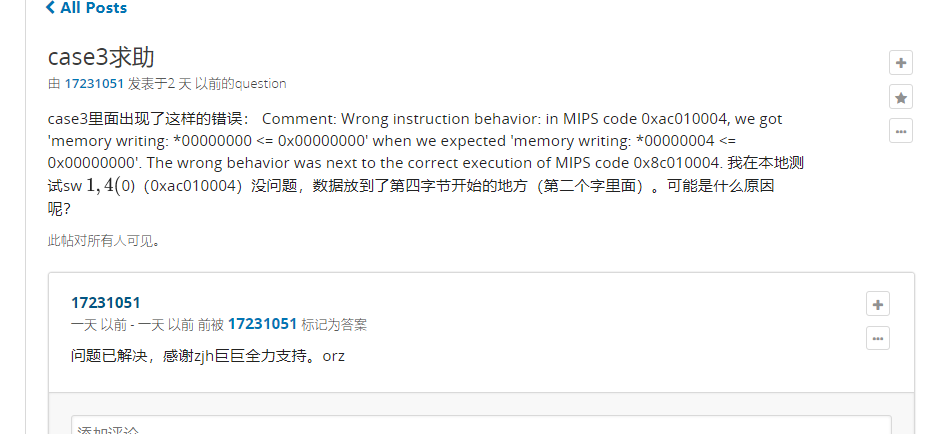 All Posts
case3求助
由 17231051 发表于2 天 以前的question
case3里面出现了这样的错误： Comment: Wrong instruction behavior: in MIPS code 0xac010004, we got
'memory writing: *00000000 <= 0x00000000' when we expected 'memory writing: *00000004 <=
0x00000000'. The wrong behavior was next to the correct execution of MIPS code 0x8c010004. 我在本地测
试sw 1, 4(0)（0xac010004）没问题，数据放到了第四字节开始的地方（第二个字里面）。可能是什么原因
呢？
此帖对所有人可见。
17231051
一天 以前 - 一天 以前 前被 17231051 标记为答案
问题已解决，感谢zjh巨巨全力支持。orz
添加评论